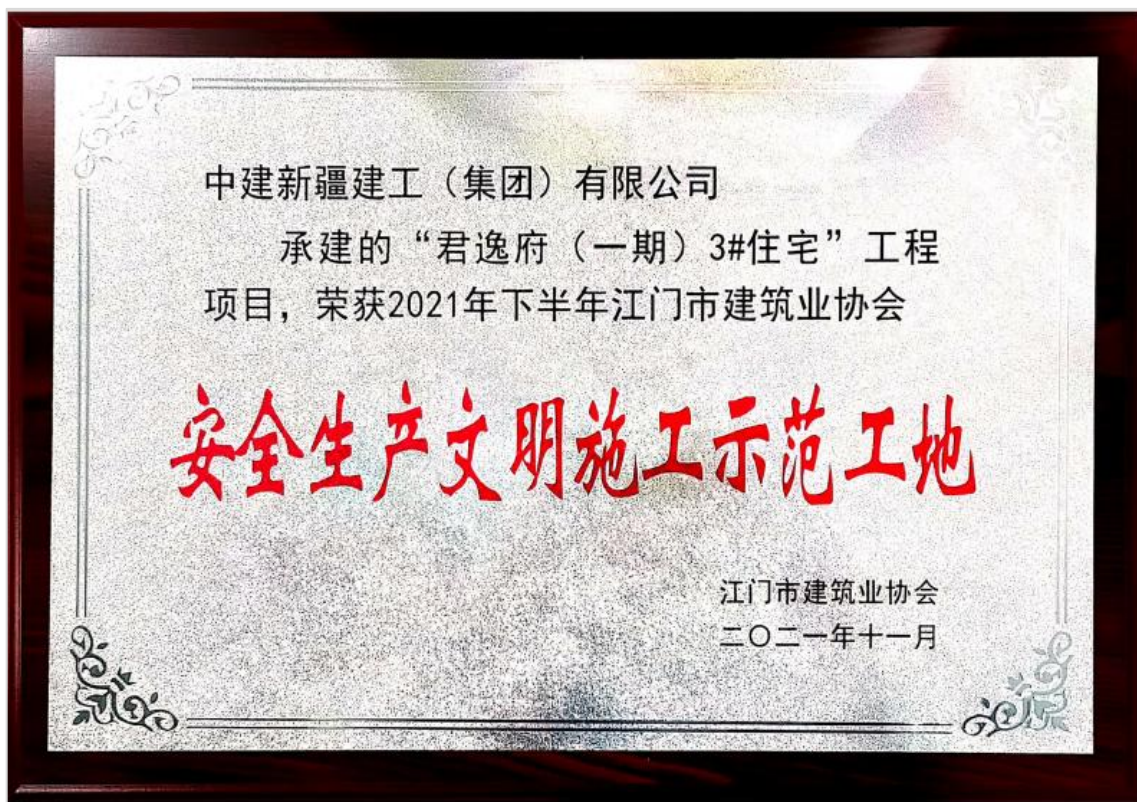 中建新疆建工（集团）有限公司
承建的“君逸府（一期）3#住宅”工程
项目，荣获2021年下半年江门市建筑业协会
安全生产文明施工示范工地
江门市建筑业协会
二〇二一年十一月